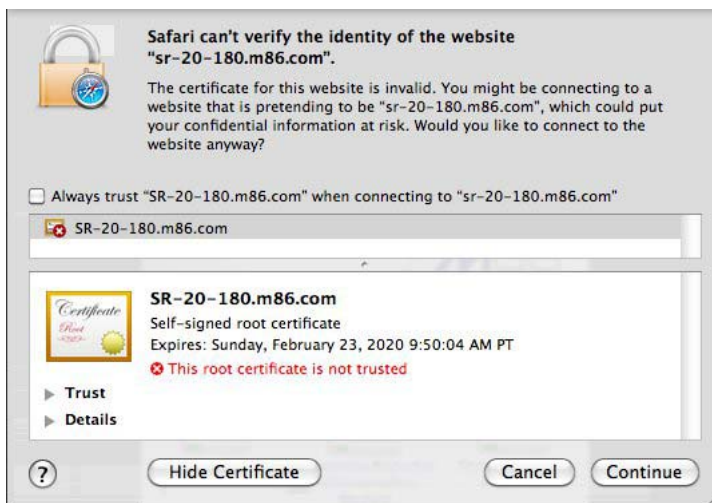 Safari can't verify the identity of the website
"sr-20-180.m86.com".
The certificate for this website is invalid. You might be connecting to a
website that is pretending to be "sr-20-180.m86.com", which could put
your confidential information at risk. Would you like to connect to the
website anyway?
Always trust "SR-20-180.m86.com" when connecting to "sr-20-180.m86.com"
SR-20-180.m86.com
Certificate
Root
SR-20-180.m86.com
Self-signed root certificate
Expires: Sunday, February 23, 2020 9:50:04 AM PT
This root certificate is not trusted
Trust
Details
? Hide Certificate Cancel Continue